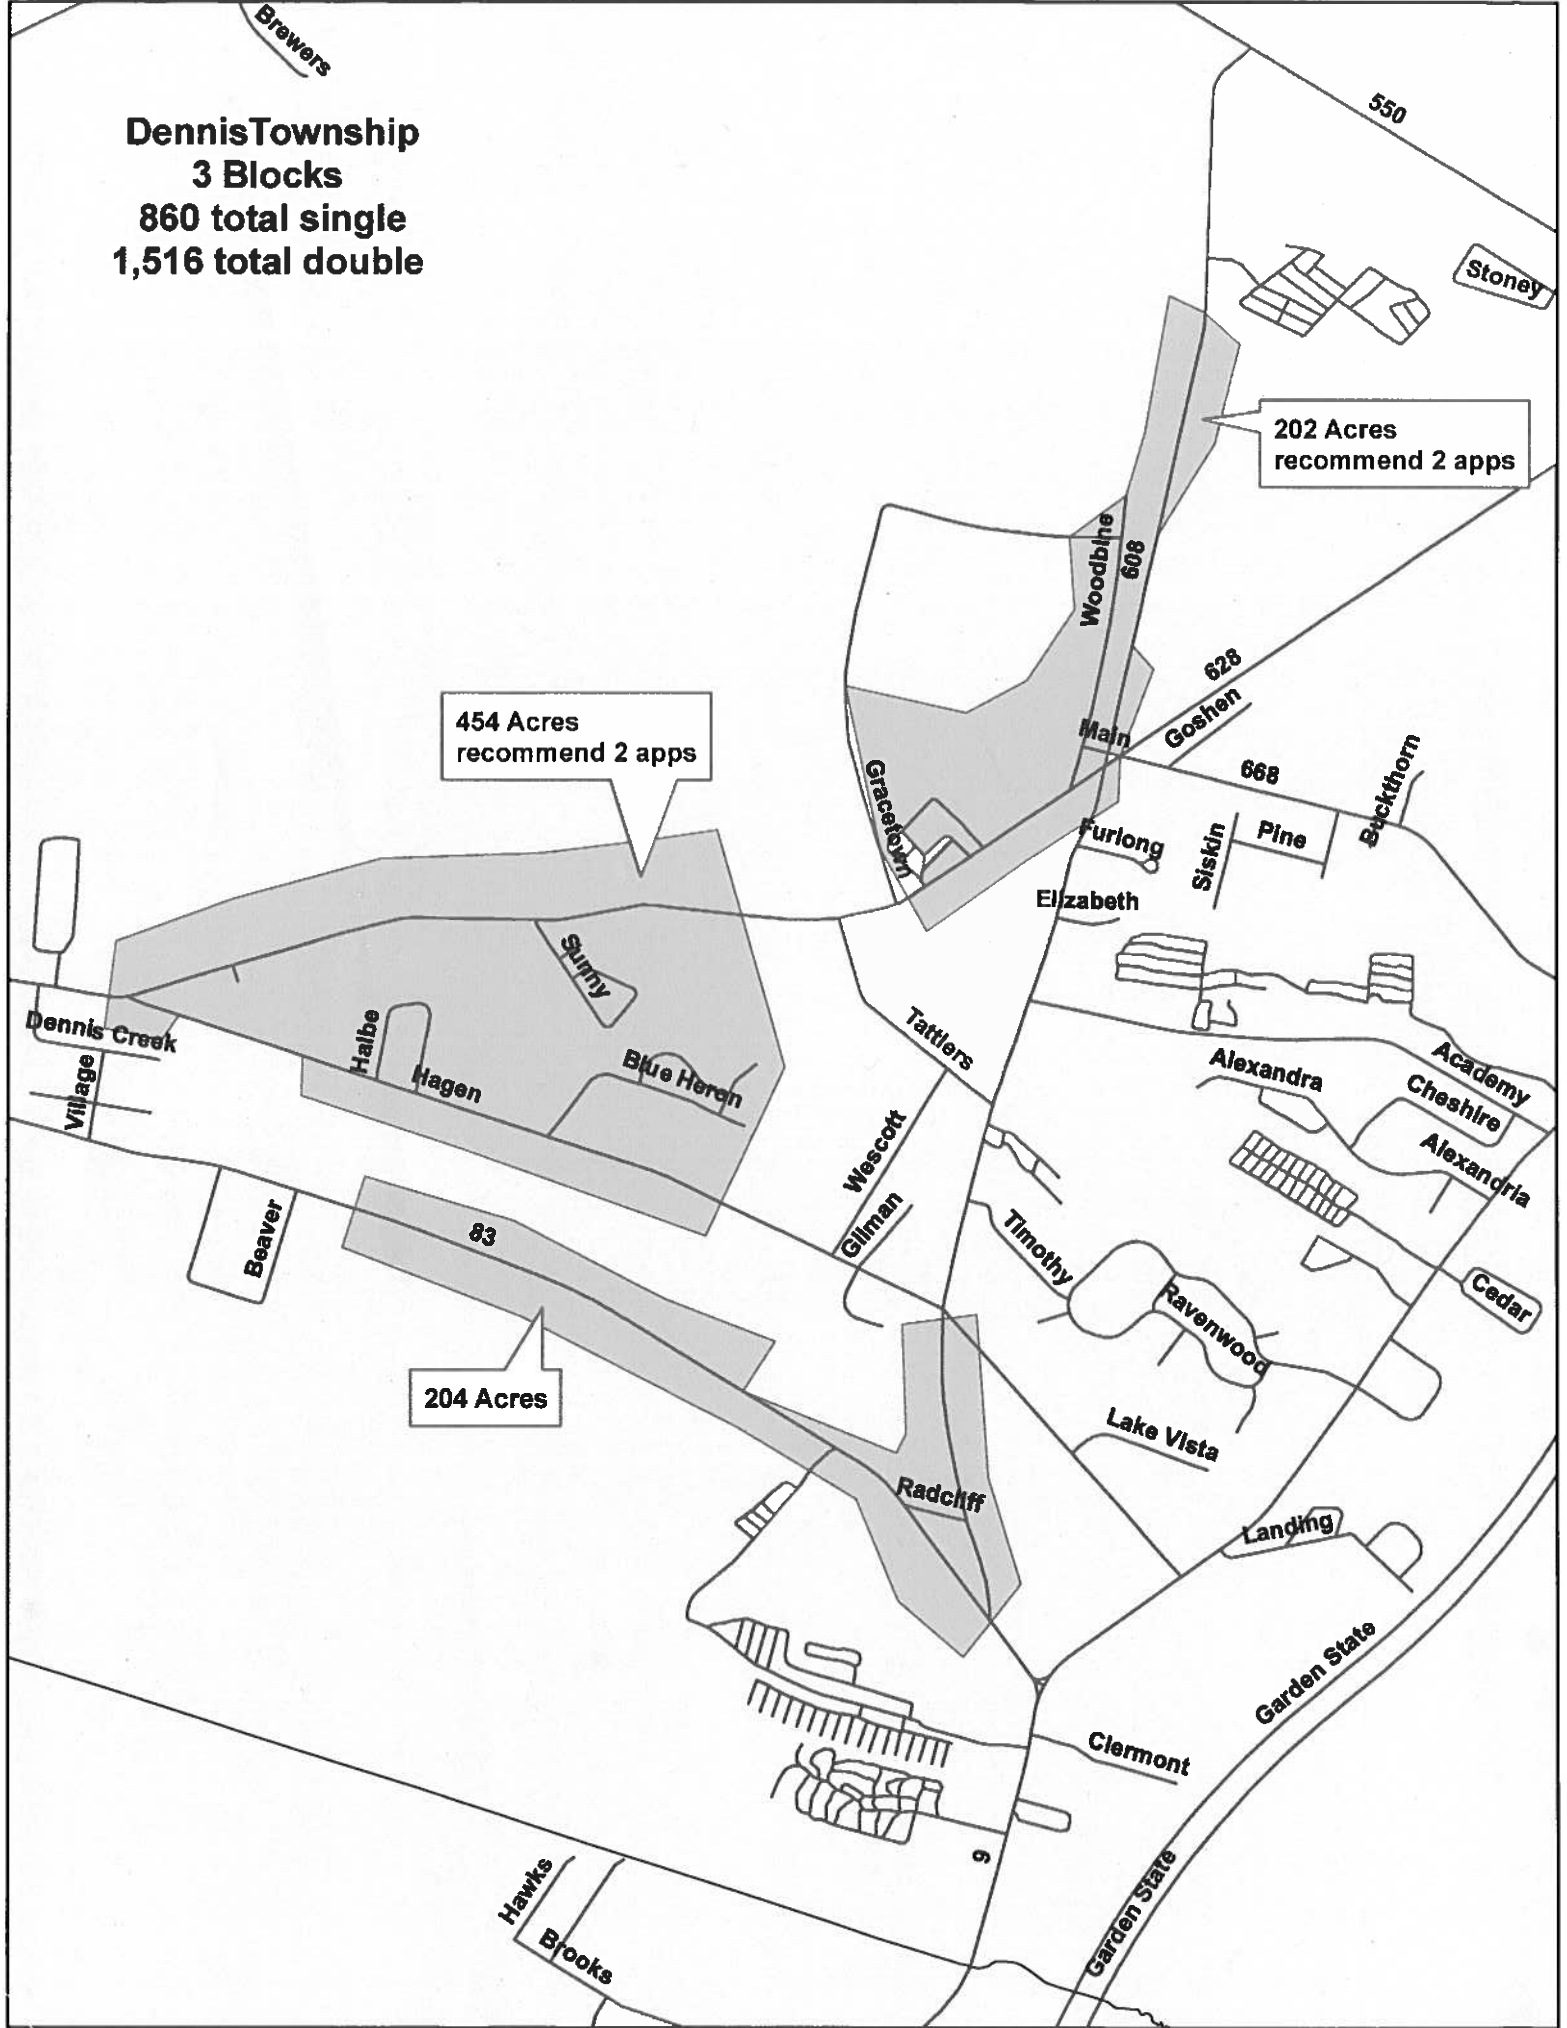 Brewers
DennisTownship
3 Blocks
860 total single
1,516 total double
550
Stoney
202 Acres
recommend 2 apps
Woodbine
608
628
Goshen
Main
668
Buckthorn
454 Acres
recommend 2 apps
Gracetown
Furlong
Siskin
Pine
Elizabeth
Sunny
Dennis Creek
Village
Halbe
Hagen
Blue Heron
Tattlers
Academy
Alexandra
Cheshire
Alexandria
Wescott
Gilman
Beaver
83
Timothy
Ravenwood
Cedar
204 Acres
Lake Vista
Radcliff
Landing
Garden State
Clermont
9
Garden State
Hawks
Brooks